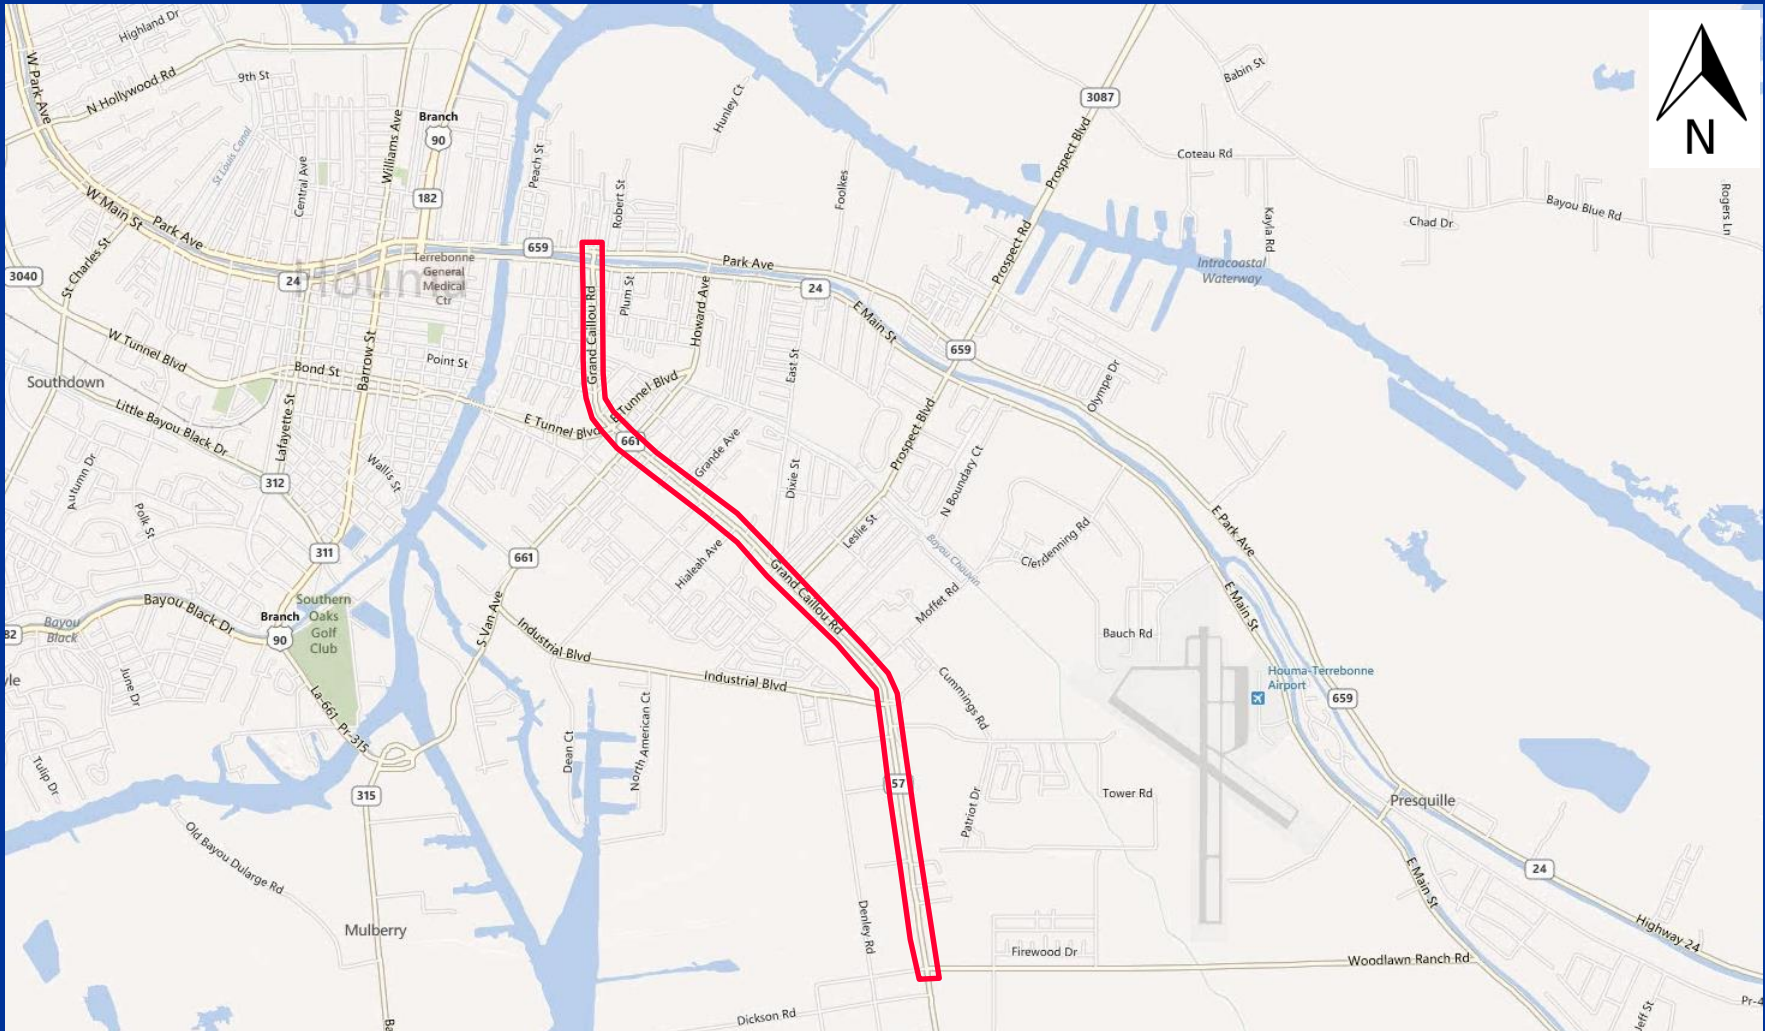 Highland Dr
W Park Ave
N Hollywood Rd
9th St
Williams Ave
Branch
90
Hunley Ct
3087
Babin St
N
Prospect Blvd
Coteau Rd
St Louis Canal
Central Ave
Peach St
Robert St
Foolkes
182
W Main St
Park Ave
Kayla Rd
Chad Dr
Bayou Blue Rd
Rogers Ln
St Charles St
659
Terrebonne
General
Medical
Ctr
Park Ave
Prospect Rd
Intracoastal
Waterway
3040
24
Houma
Grand Caillou Rd
Plum St
Howard Ave
24
E Main St
W Tunnel Blvd
Barrow St
Point St
659
Southdown
Bond St
East St
Olympe Dr
Little Bayou Black Dr
Lafayette St
E Tunnel Blvd
E Tunnel Blvd
661
Grande Ave
Prospect Blvd
Autumn Dr
Wallis St
312
Dixie St
N Boundary Ct
Polk St
Leslie St
E Park Ave
311
661
Hialeah Ave
Bayou Chauvin
Clerdenning Rd
Grand Caillou Rd
Bayou Black Dr
Southern
Oaks
Golf
Club
Branch
90
82
Bayou
Black
S Van Ave
Industrial Blvd
Moffet Rd
Bauch Rd
E Main St
yle
June Dr
La-661
Pr-315
Industrial Blvd
North American Ct
Cummings Rd
Houma-Terrebonne
Airport
659
Dean Ct
Tulip Dr
315
57
Patriot Dr
Tower Rd
Presquille
Old Bayou Dularge Rd
24
E Main St
Mulberry
Denley Rd
Firewood Dr
Woodlawn Ranch Rd
Highway 24
Dickson Rd
Ba
Jeff St
Pr-4